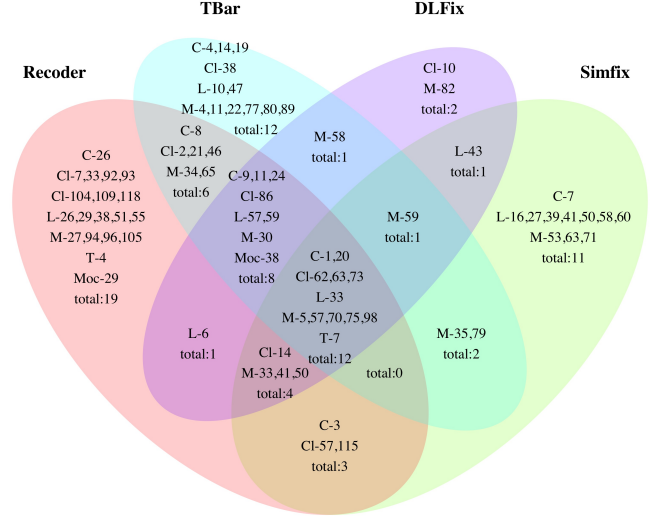 TBar
DLFix
Recoder
Simfix
C-4,14,19
Cl-38
L-10,47
M-4,11,22,77,80,89
total:12
Cl-10
M-82
total:2
C-8
Cl-2,21,46
M-34,65
total:6
M-58
total:1
L-43
total:1
C-26
Cl-7,33,92,93
Cl-104,109,118
L-26,29,38,51,55
M-27,94,96,105
T-4
Moc-29
total:19
C-9,11,24
Cl-86
L-57,59
M-30
Moc-38
total:8
M-59
total:1
C-7
L-16,27,39,41,50,58,60
M-53,63,71
total:11
C-1,20
Cl-62,63,73
L-33
M-5,57,70,75,98
T-7
total:12
L-6
total:1
Cl-14
M-33,41,50
total:4
total:0
M-35,79
total:2
C-3
Cl-57,115
total:3